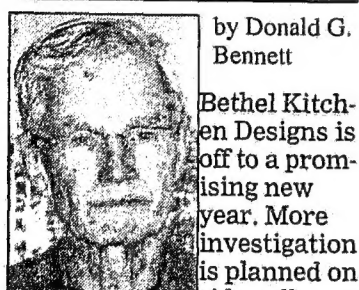 by Donald G.
Bennett
Bethel Kitch-
en Designs is
off to a prom-
ising new
year. More
investigation
is planned on